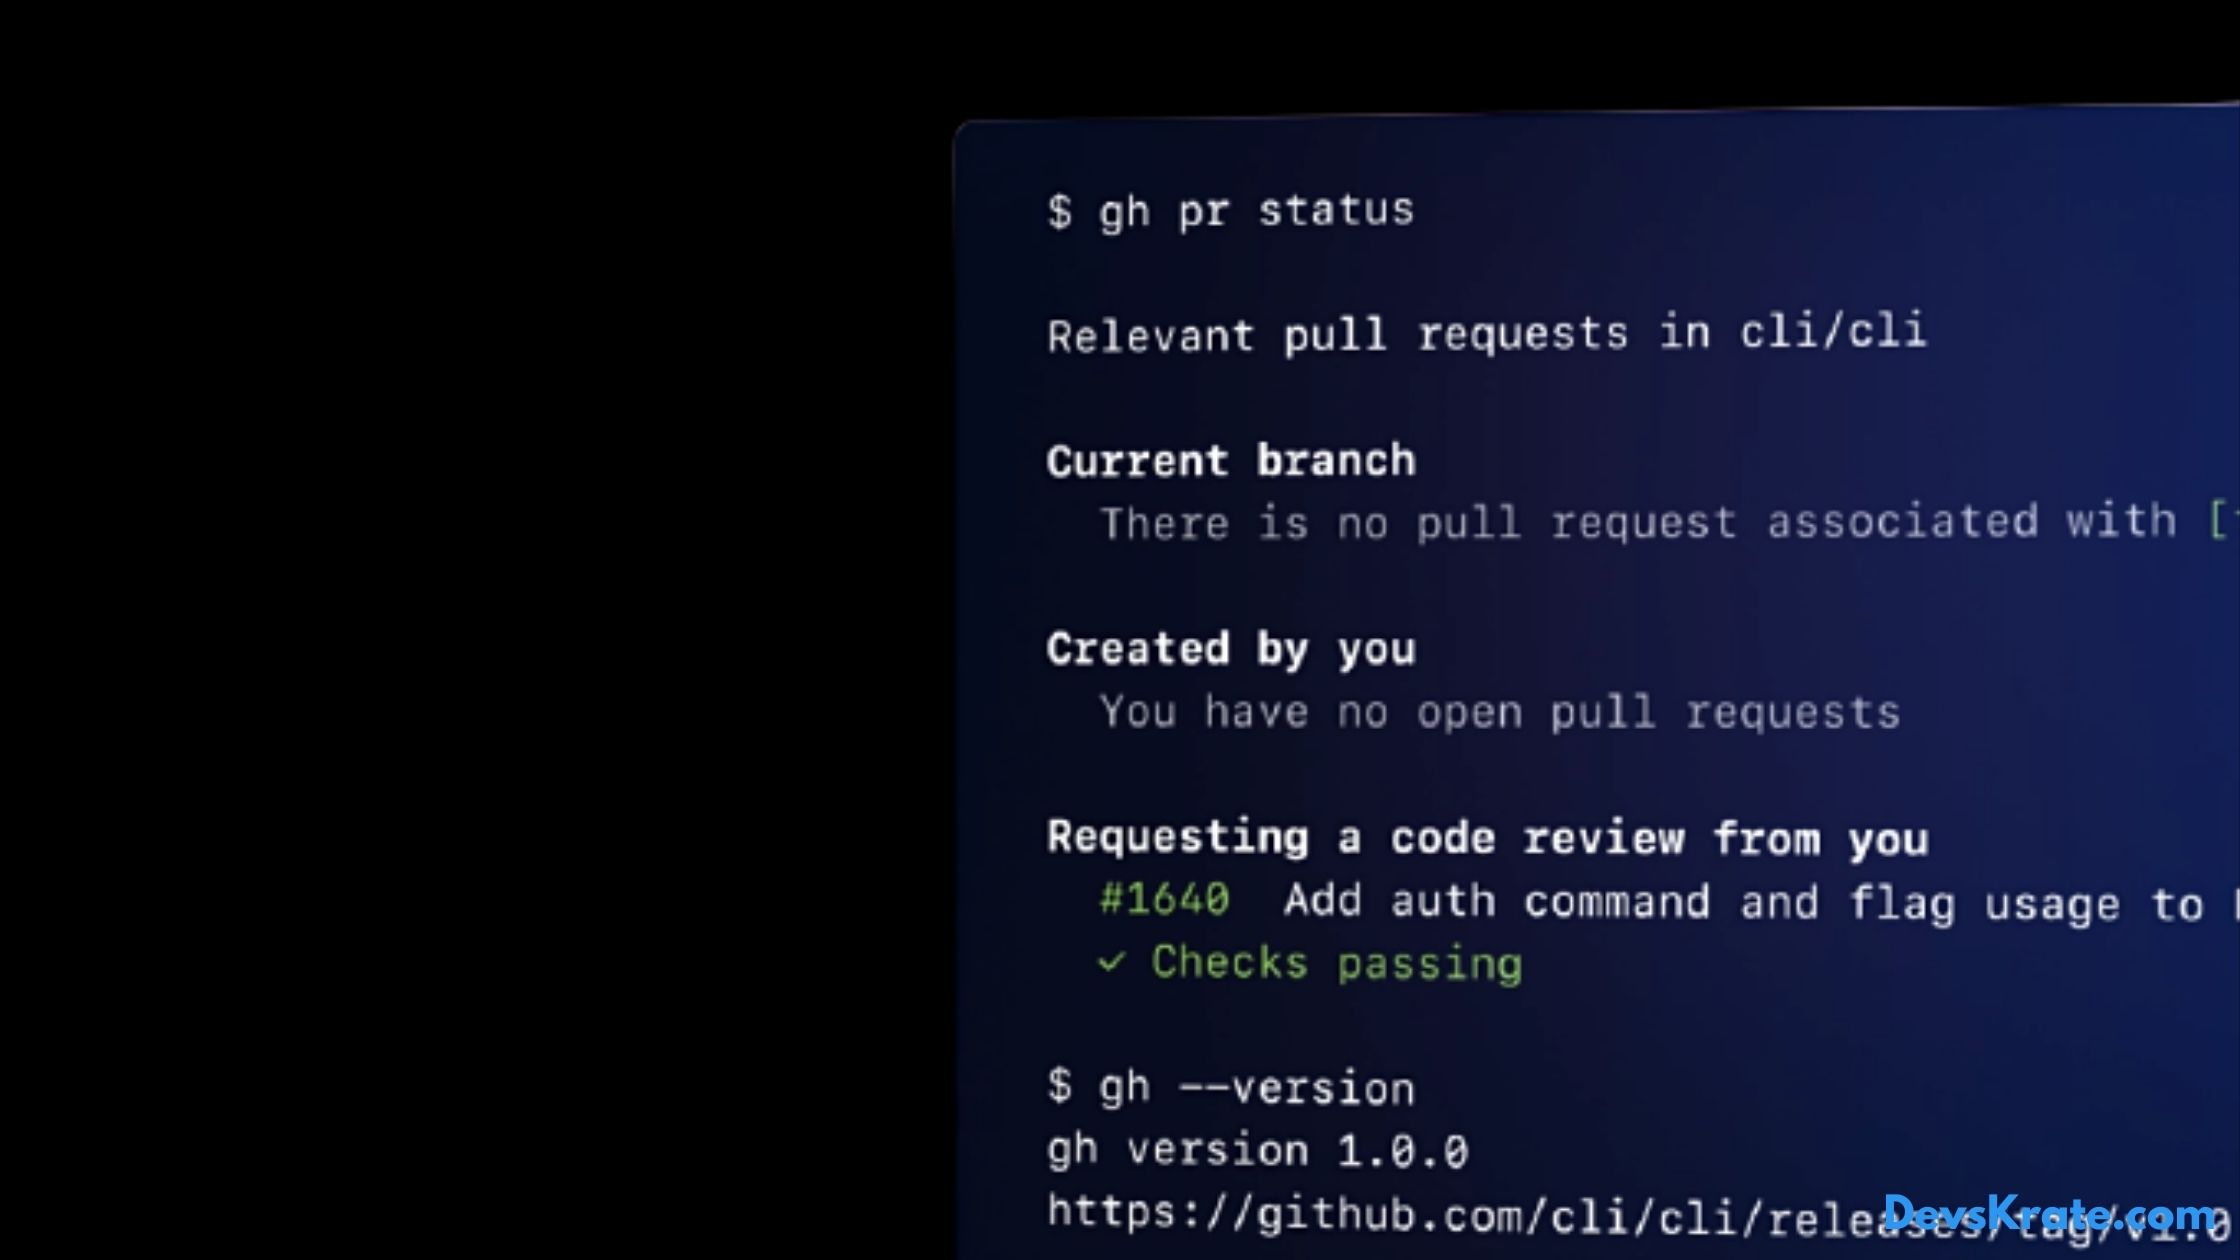 $ gh pr status
Relevant pull requests in cli/cli
Current branch
There is no pull request associated with [
Created by you
You have no open pull requests
Requesting a code review from you
#1640 Add auth command and flag usage to
✓ Checks passing
$ gh --version
gh version 1.0.0
https://github.com/cli/cli/releases/tag/v1.0
DevsKrate.com